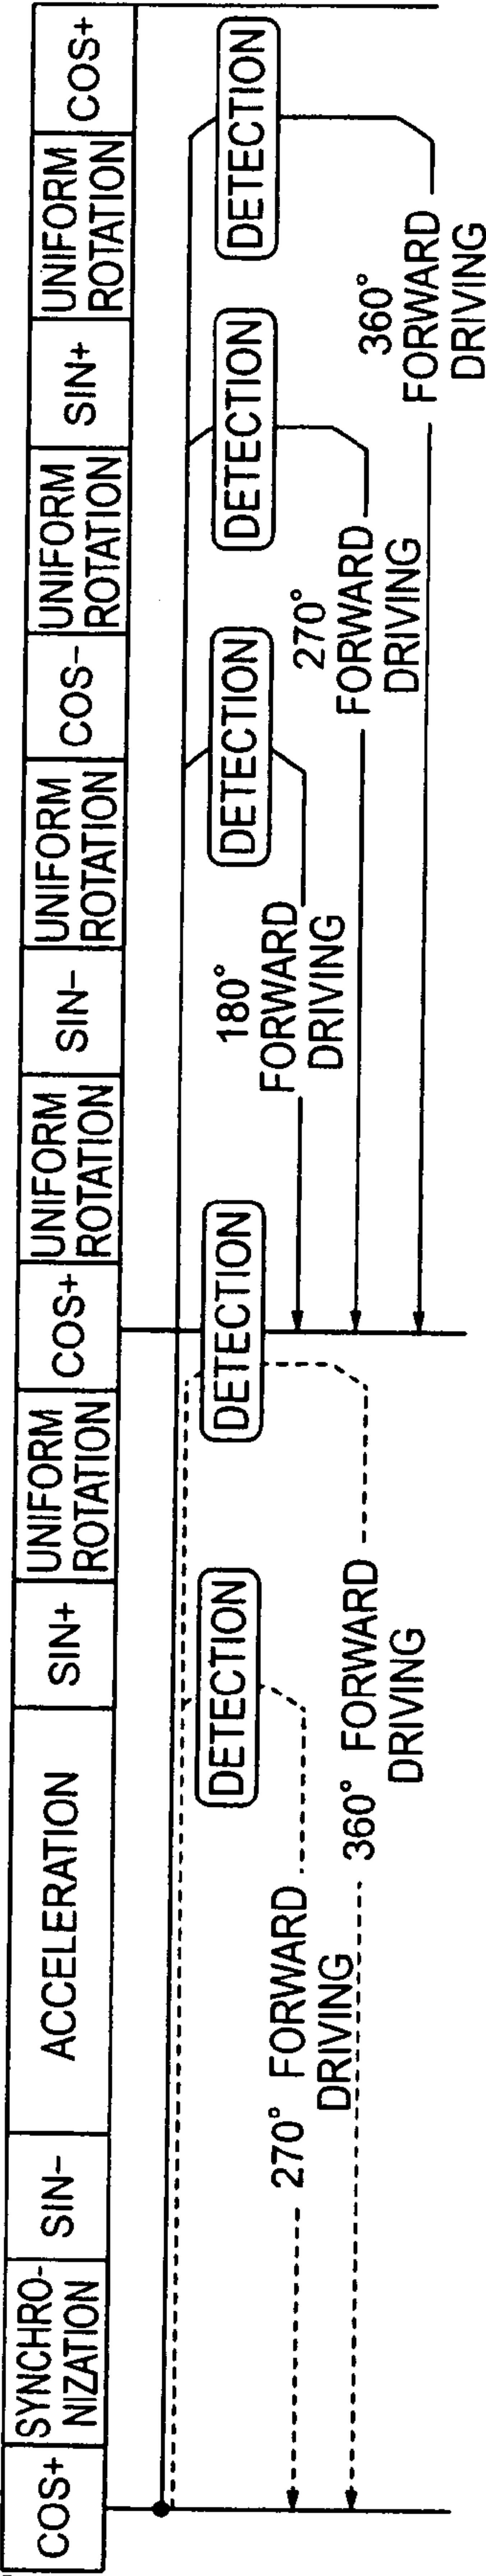 COS+
SYNCHRO-
NIZATION
SIN−
ACCELERATION
SIN+
UNIFORM
ROTATION
COS+
UNIFORM
ROTATION
SIN−
UNIFORM
ROTATION
COS−
UNIFORM
ROTATION
SIN+
UNIFORM
ROTATION
COS+
DETECTION
DETECTION
DETECTION
DETECTION
DETECTION
270° FORWARD
DRIVING
360° FORWARD
DRIVING
180°
FORWARD
DRIVING
270°
FORWARD
DRIVING
360°
FORWARD
DRIVING